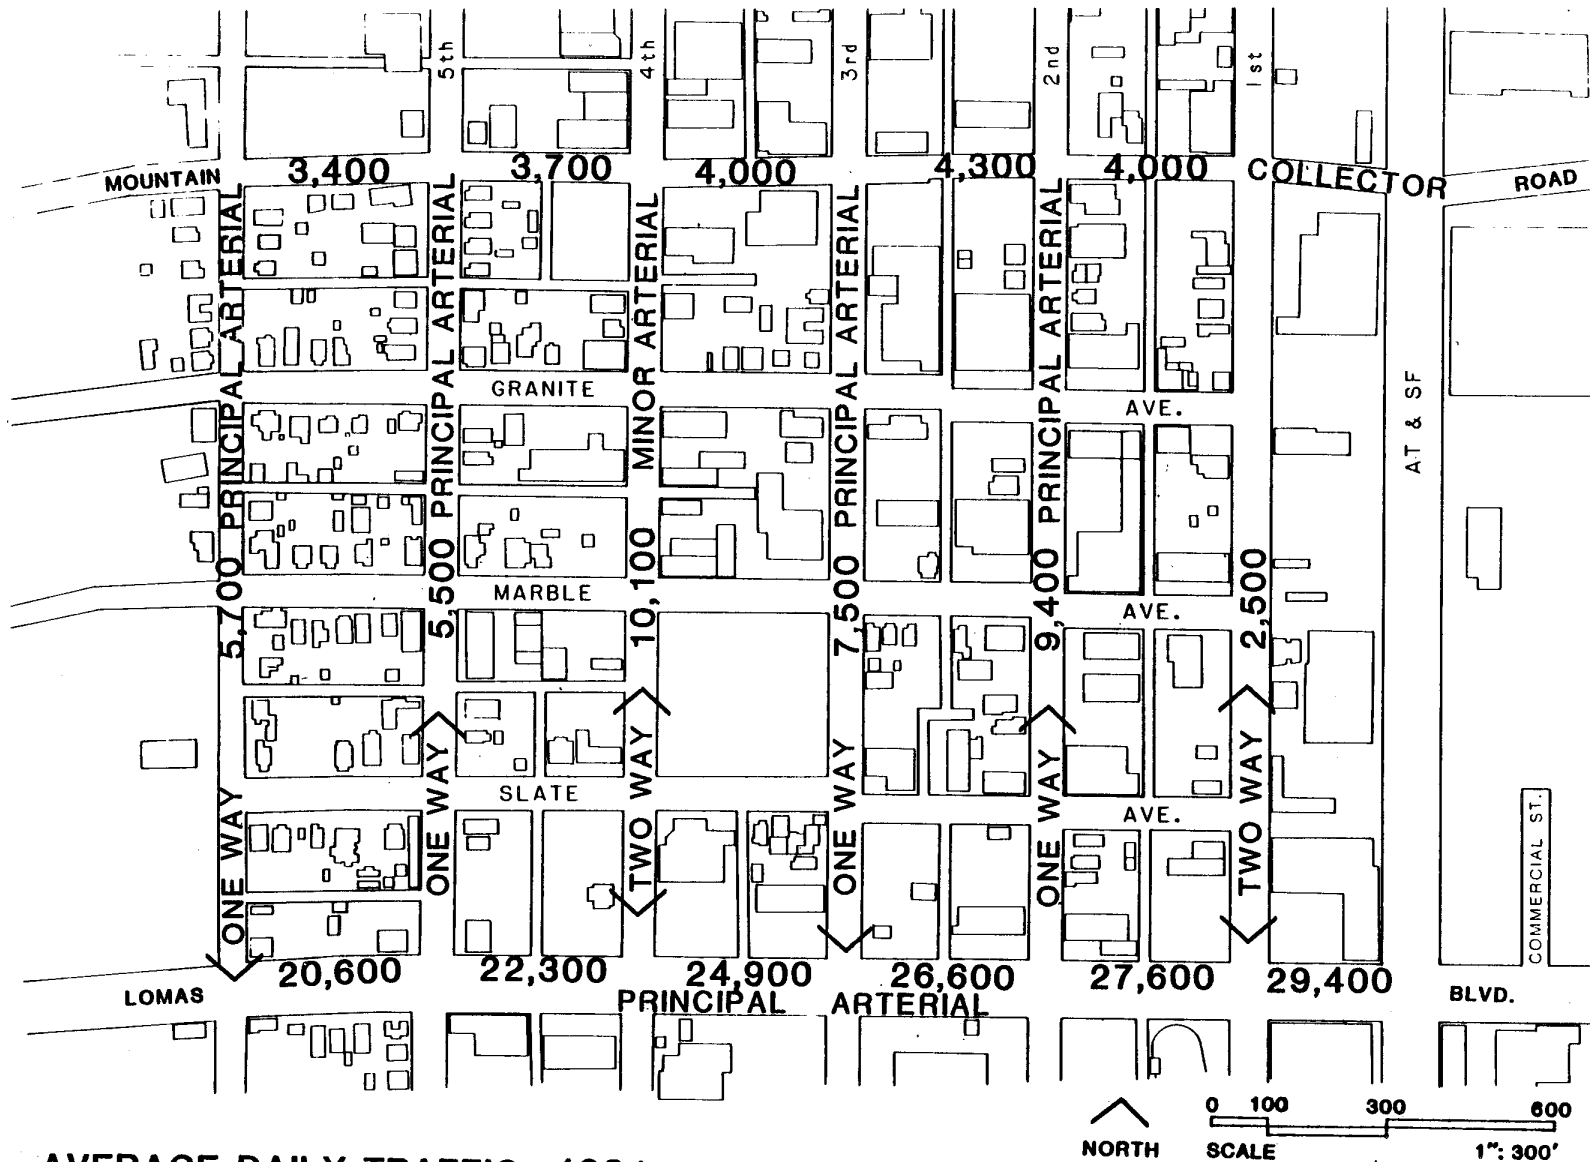 5th
4th
3rd
2nd
1st
3,400
3,700
4,000
4,300
4,000
COLLECTOR
MOUNTAIN
ROAD
5,700 PRINCIPAL ARTERIAL
5,500 PRINCIPAL ARTERIAL
10,100 MINOR ARTERIAL
7,500 PRINCIPAL ARTERIAL
9,400 PRINCIPAL ARTERIAL
2,500
AT & SF
GRANITE
AVE.
MARBLE
AVE.
SLATE
AVE.
ONE WAY
ONE WAY
TWO WAY
ONE WAY
ONE WAY
TWO WAY
COMMERCIAL ST.
20,600
22,300
24,900
26,600
27,600
29,400
LOMAS
PRINCIPAL ARTERIAL
BLVD.
0 100 300 600
NORTH
SCALE
1": 300'
AVERAGE DAILY TRAFFIC